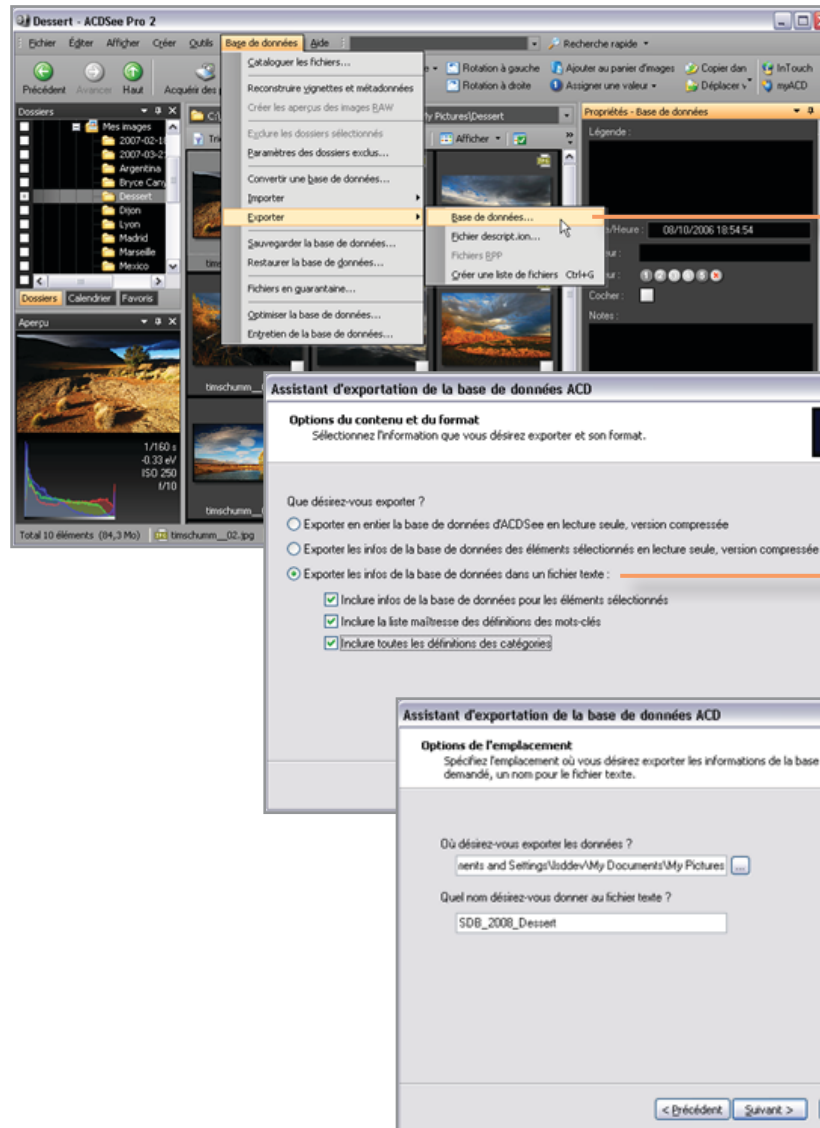 Dessert - ACDSee Pro 2
Fichier Éditer Afficher Créer Outils Base de données Aide Recherche rapide
Précédent Avancer Haut Acquérir des
Rotation à gauche Ajouter au panier d'images Copier dan InTouch
Rotation à droite Assigner une valeur Déplacer v myACD
Dossiers
Mes images
2007-02-1
2007-03-2
Argentina
Bryce Cany
Dessert
Dijon
Lyon
Madrid
Marseille
Mexico
Dossiers Calendrier Favoris
Aperçu
1/160 s
-0.33 eV
ISO 250
f/10
Total 10 éléments (84,3 Mo) timschumm__02.jpg
Cataloguer les fichiers...
Reconstruire vignettes et métadonnées
Créer les aperçus des images RAW
Exclure les dossiers sélectionnés
Paramètres des dossiers exclus...
Convertir une base de données...
Importer
Exporter
Sauvegarder la base de données...
Restaurer la base de données...
Fichiers en quarantaine...
Optimiser la base de données...
Entretien de la base de données...
Base de données...
Fichier descript.ion...
Fichiers RPP
Créer une liste de fichiers Ctrl+G
My Pictures\Dessert
Afficher
timschumm__
timschumm__
Propriétés - Base de données
Légende :
/Heure : 08/10/2006 18:54:54
ur :
ur : 1 2 3 4 5
Cocher :
Notes :
Assistant d'exportation de la base de données ACD
Options du contenu et du format
Sélectionnez l'information que vous désirez exporter et son format.
Que désirez-vous exporter ?
Exporter en entier la base de données d'ACDSee en lecture seule, version compressée
Exporter les infos de la base de données des éléments sélectionnés en lecture seule, version compressée
Exporter les infos de la base de données dans un fichier texte :
Inclure infos de la base de données pour les éléments sélectionnés
Inclure la liste maîtresse des définitions des mots-clés
Inclure toutes les définitions des catégories
Assistant d'exportation de la base de données ACD
Options de l'emplacement
Spécifiez l'emplacement où vous désirez exporter les informations de la base
demandé, un nom pour le fichier texte.
Où désirez-vous exporter les données ?
nents and Settings\lsddev\My Documents\My Pictures ...
Quel nom désirez-vous donner au fichier texte ?
SDB_2008_Dessert
< Précédent Suivant >